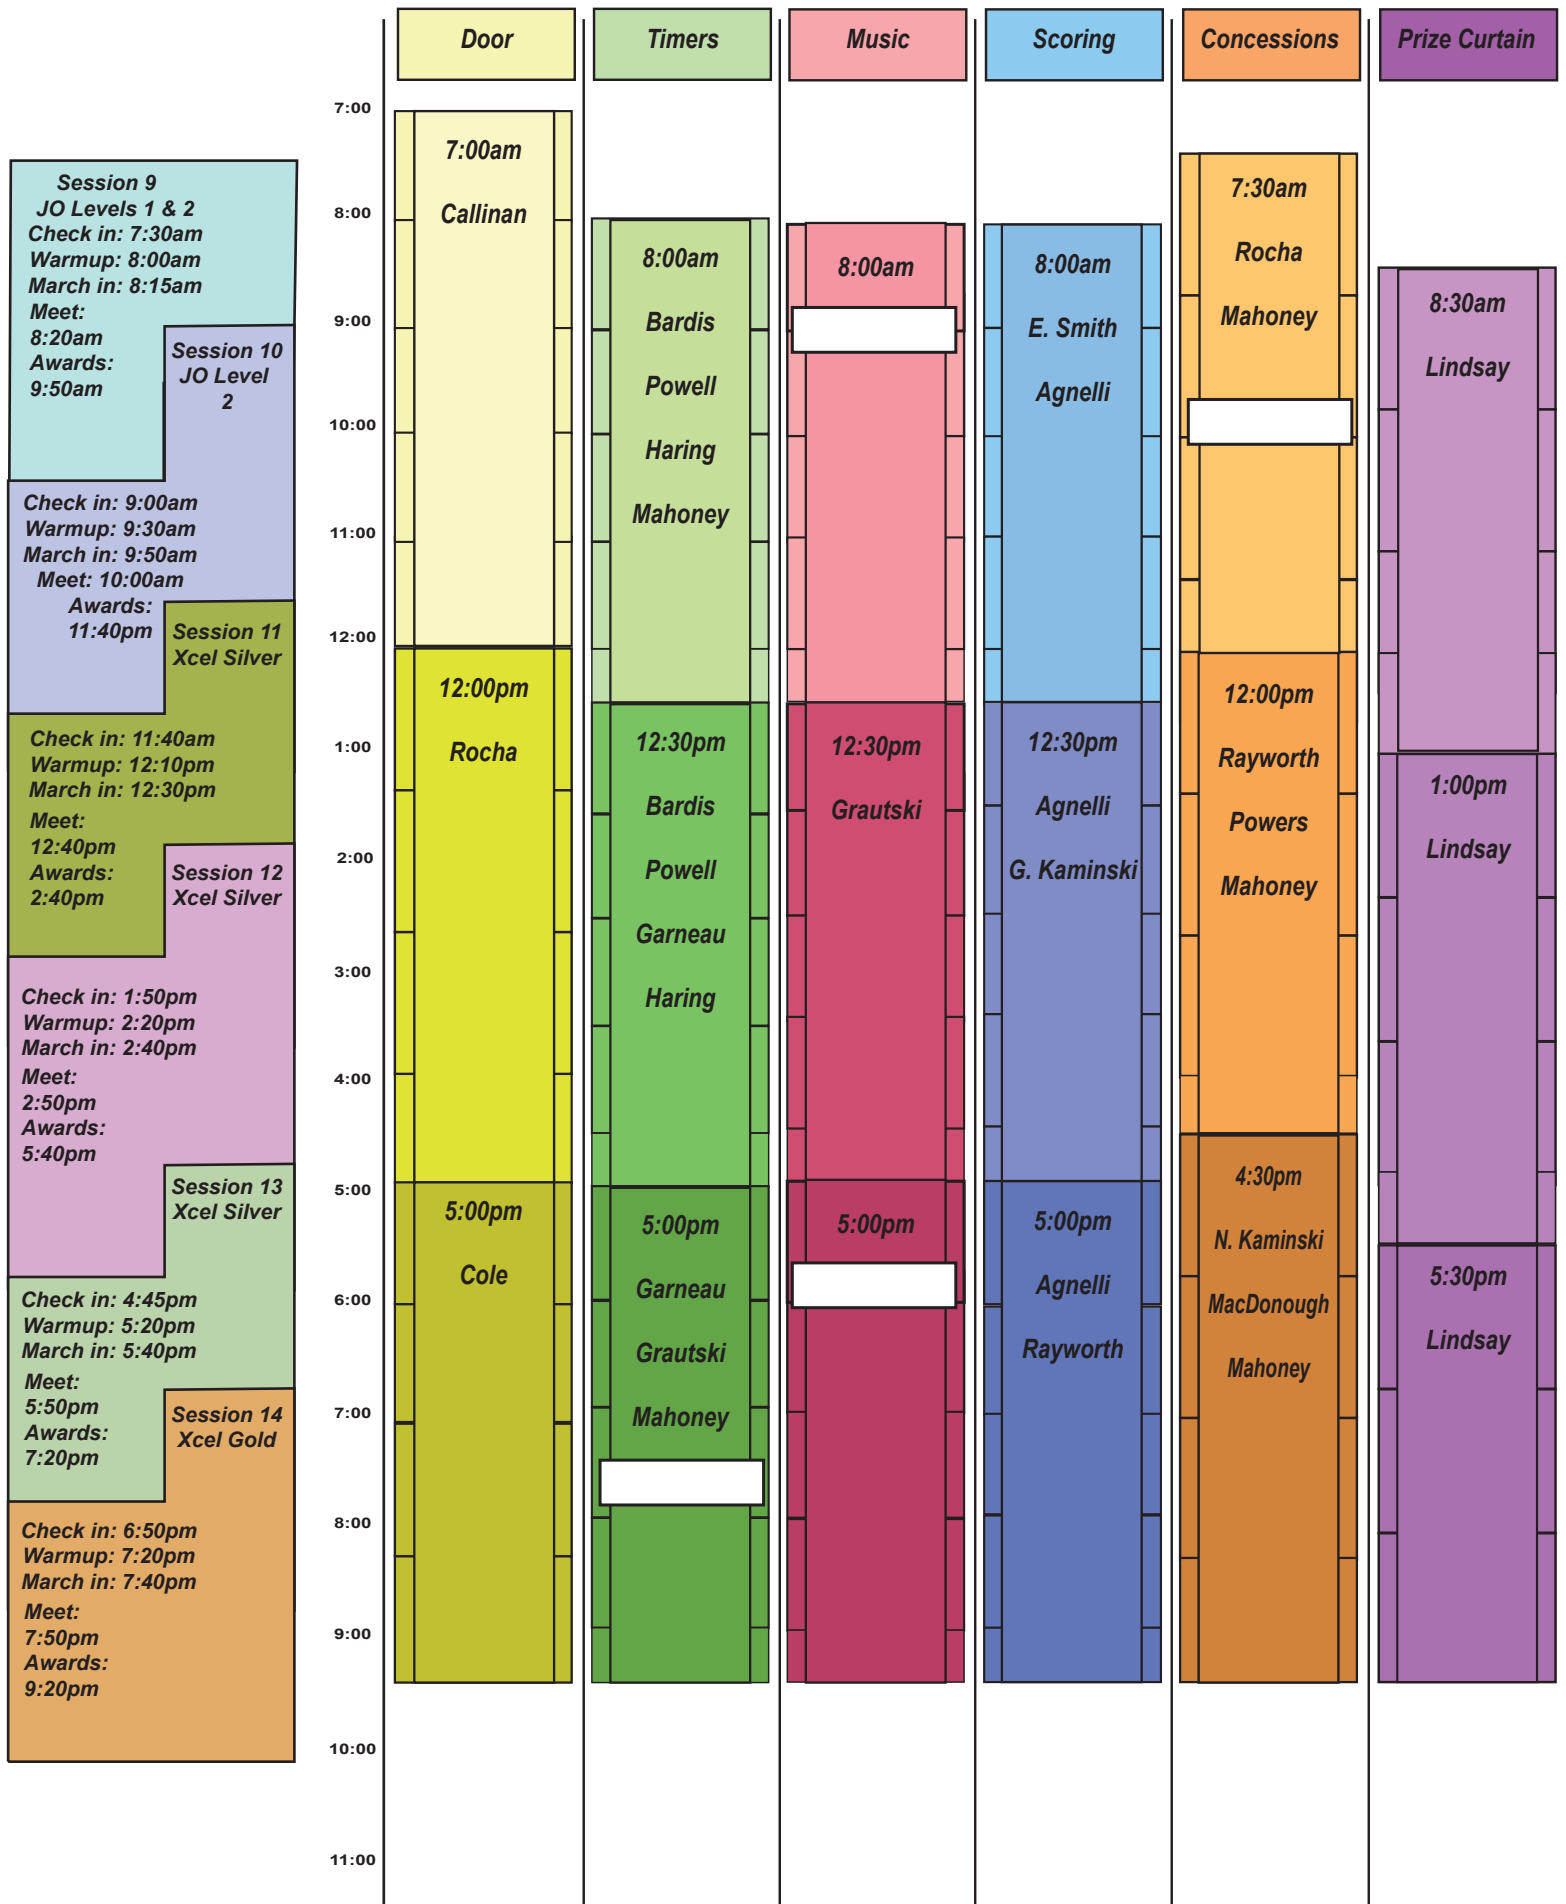 Door
Timers
Music
Scoring
Concessions
Prize Curtain
Session 9
JO Levels 1 & 2
Check in: 7:30am
Warmup: 8:00am
March in: 8:15am
Meet:
8:20am
Awards:
9:50am
Session 10
JO Level
2
Check in: 9:00am
Warmup: 9:30am
March in: 9:50am
Meet: 10:00am
Awards:
11:40pm
Session 11
Xcel Silver
Check in: 11:40am
Warmup: 12:10pm
March in: 12:30pm
Meet:
12:40pm
Awards:
2:40pm
Session 12
Xcel Silver
Check in: 1:50pm
Warmup: 2:20pm
March in: 2:40pm
Meet:
2:50pm
Awards:
5:40pm
Session 13
Xcel Silver
Check in: 4:45pm
Warmup: 5:20pm
March in: 5:40pm
Meet:
5:50pm
Awards:
7:20pm
Session 14
Xcel Gold
Check in: 6:50pm
Warmup: 7:20pm
March in: 7:40pm
Meet:
7:50pm
Awards:
9:20pm
7:00
8:00
9:00
10:00
11:00
12:00
1:00
2:00
3:00
4:00
5:00
6:00
7:00
8:00
9:00
10:00
11:00
7:00am
Callinan
12:00pm
Rocha
5:00pm
Cole
8:00am
Bardis
Powell
Haring
Mahoney
12:30pm
Bardis
Powell
Garneau
Haring
5:00pm
Garneau
Grautski
Mahoney
8:00am
12:30pm
Grautski
5:00pm
8:00am
E. Smith
Agnelli
12:30pm
Agnelli
G. Kaminski
5:00pm
Agnelli
Rayworth
7:30am
Rocha
Mahoney
12:00pm
Rayworth
Powers
Mahoney
4:30pm
N. Kaminski
MacDonough
Mahoney
8:30am
Lindsay
1:00pm
Lindsay
5:30pm
Lindsay